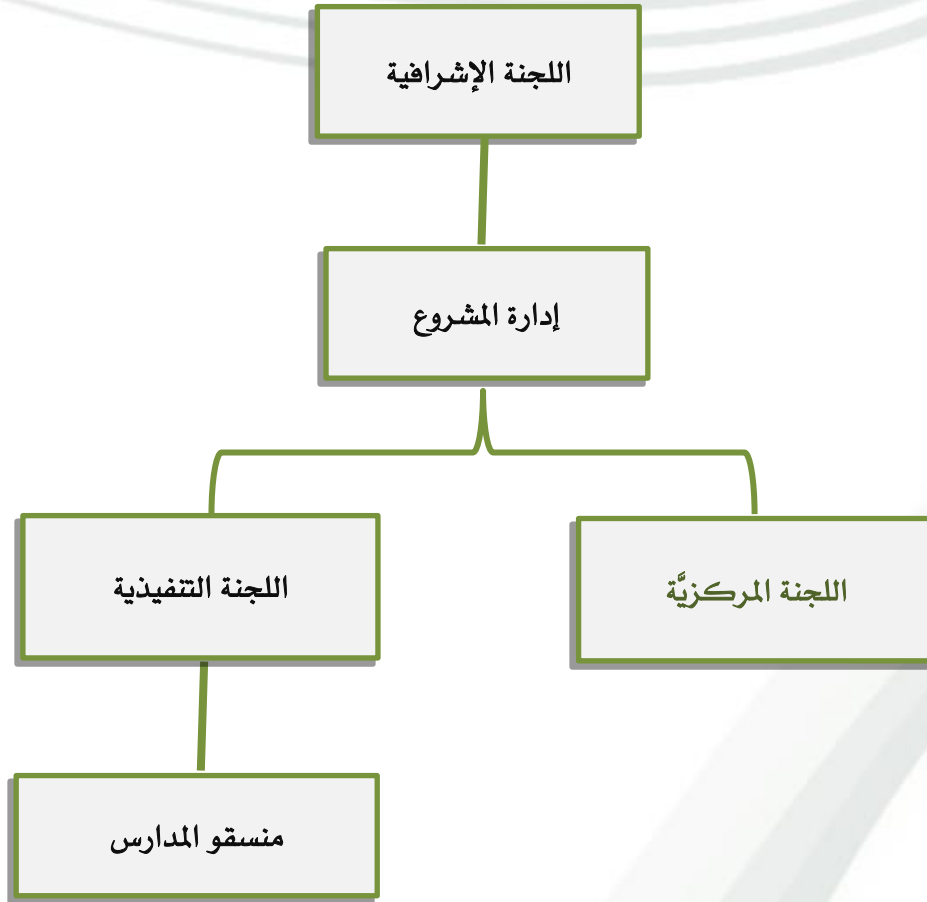 اللجنة الإشرافية
إدارة المشروع
اللجنة المركزيَّة
اللجنة التنفيذية
منسقو المدارس